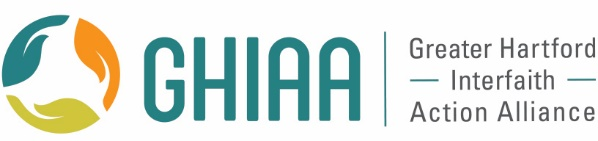 GHIAA
Greater Hartford
Interfaith
Action Alliance